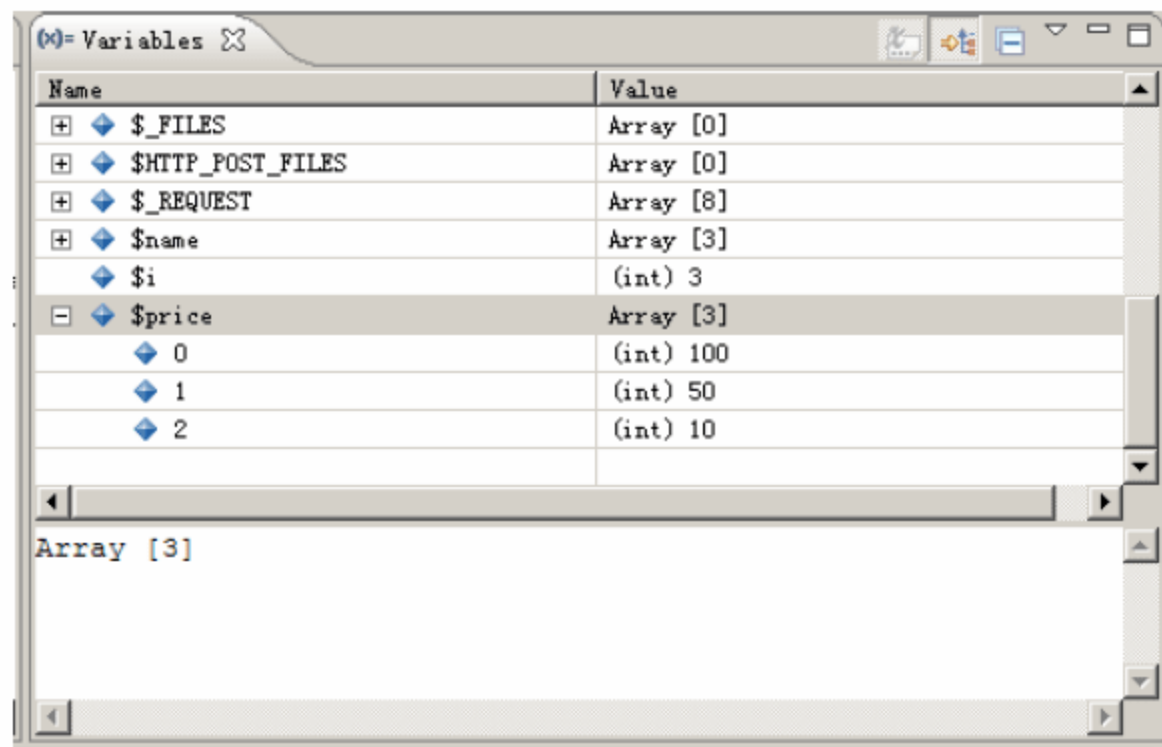 (x)= Variables
Name Value
$_FILES Array [0]
$HTTP_POST_FILES Array [0]
$_REQUEST Array [8]
$name Array [3]
$i (int) 3
$price Array [3]
0 (int) 100
1 (int) 50
2 (int) 10
Array [3]